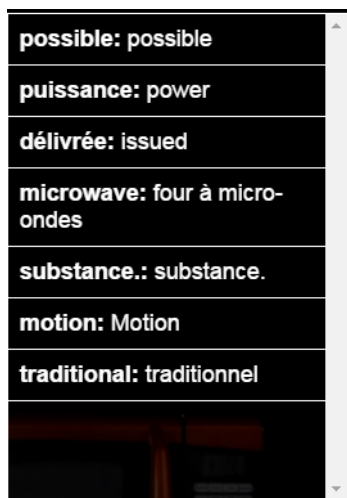 possible: possible
puissance: power
délivrée: issued
microwave: four à micro-
ondes
substance.: substance.
motion: Motion
traditional: traditionnel